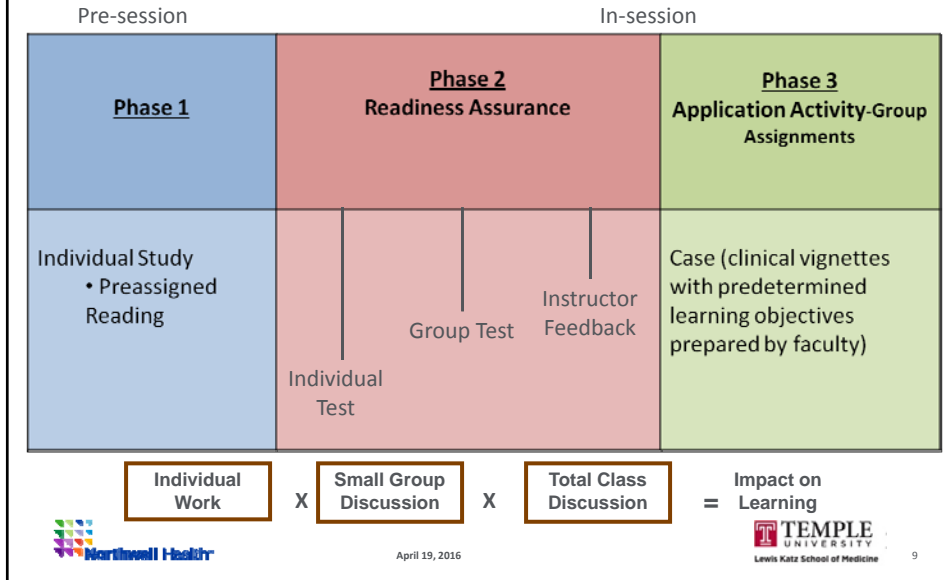 Pre-session
In-session
Phase 1
Phase 2
Readiness Assurance
Phase 3
Application Activity-Group
Assignments
Individual Study
• Preassigned
Reading
Individual
Test
Group Test
Instructor
Feedback
Case (clinical vignettes
with predetermined
learning objectives
prepared by faculty)
Individual
Work
X
Small Group
Discussion
X
Total Class
Discussion
=
Impact on
Learning
Northwell Health
April 19, 2016
TEMPLE
UNIVERSITY
Lewis Katz School of Medicine
9